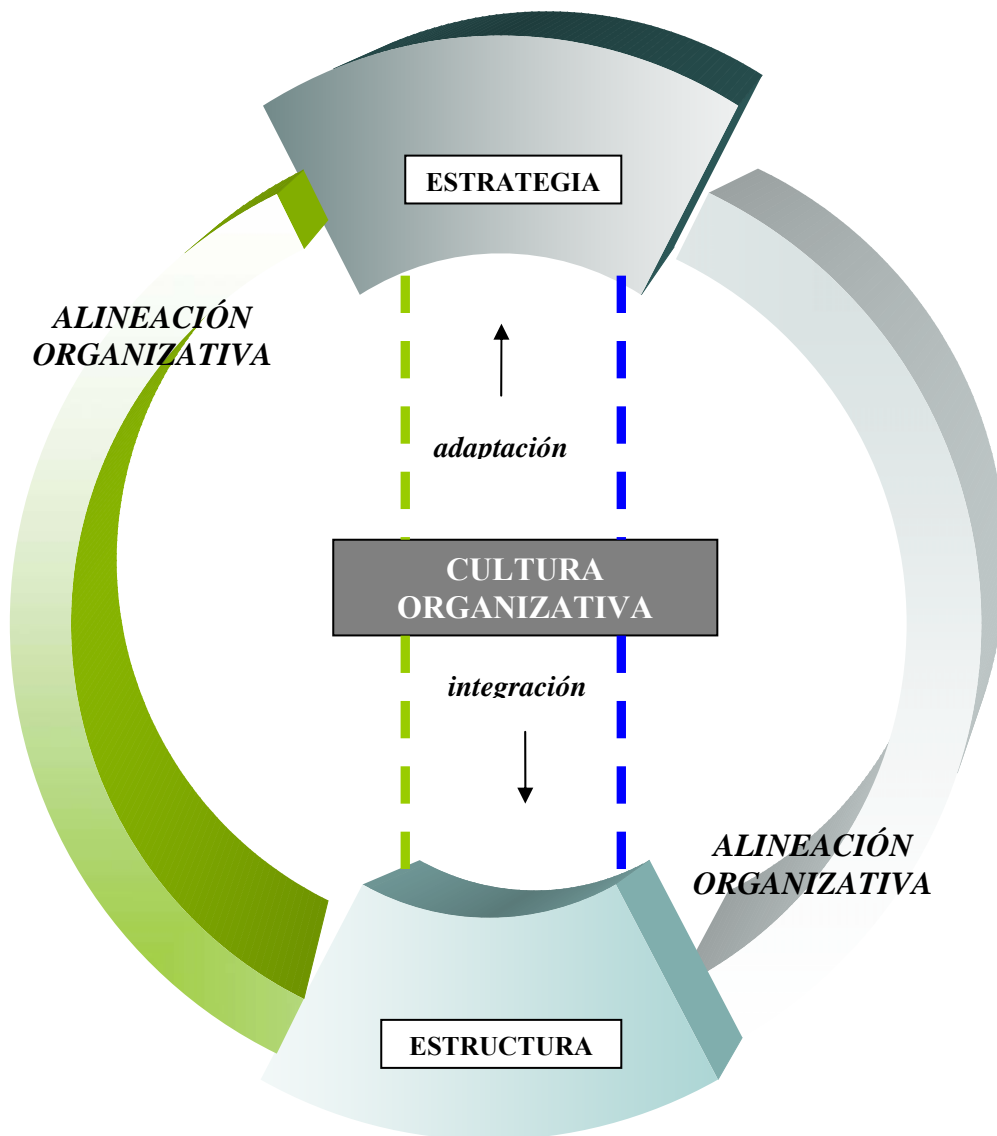 ESTRATEGIA
ALINEACIÓN
ORGANIZATIVA
adaptación
CULTURA
ORGANIZATIVA
integración
ALINEACIÓN
ORGANIZATIVA
ESTRUCTURA